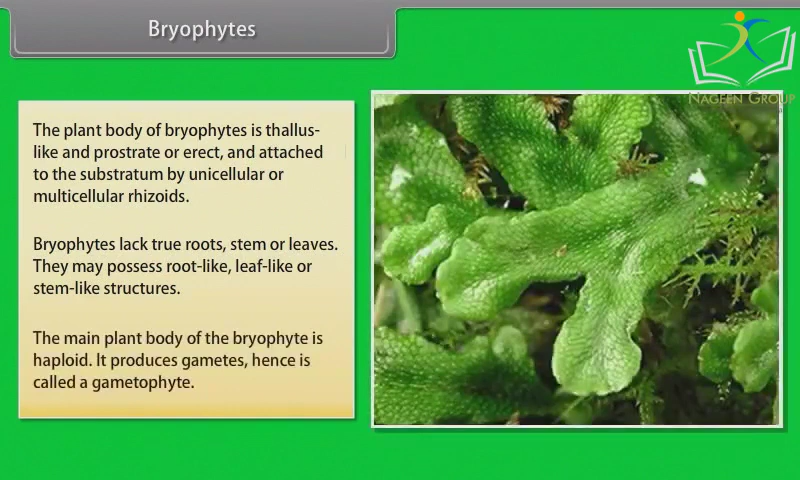 Bryophytes
NAGEEN GROUP
The plant body of bryophytes is thallus-
like and prostrate or erect, and attached
to the substratum by unicellular or
multicellular rhizoids.
Bryophytes lack true roots, stem or leaves.
They may possess root-like, leaf-like or
stem-like structures.
The main plant body of the bryophyte is
haploid. It produces gametes, hence is
called a gametophyte.